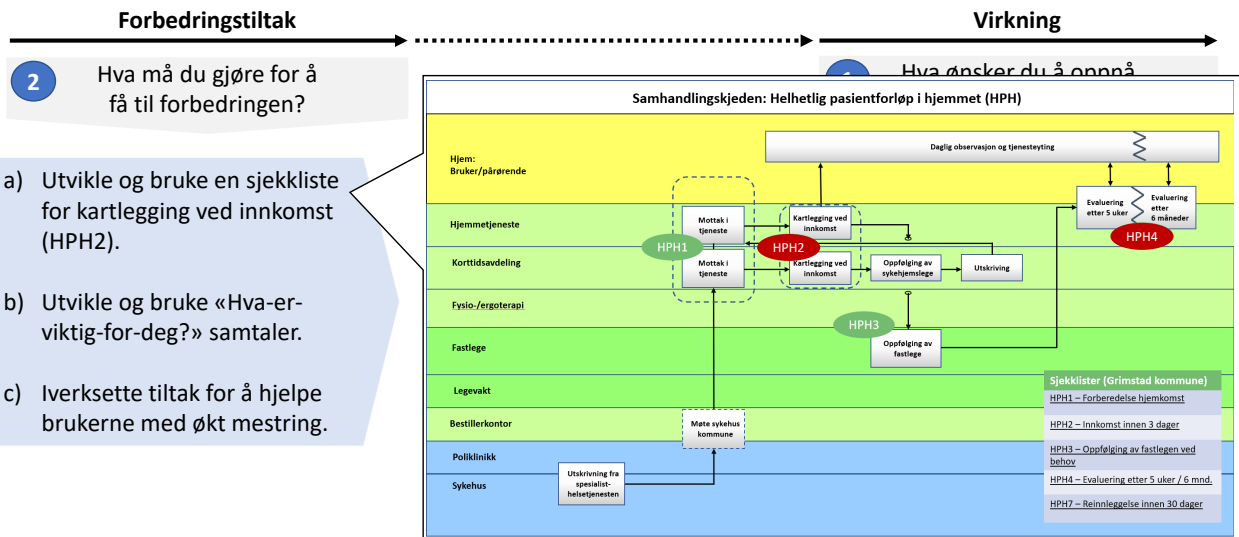 Forbedringstiltak
Virkning
2
Hva må du gjøre for å
få til forbedringen?
Hva ønsker du å oppnå
a) Utvikle og bruke en sjekkliste
for kartlegging ved innkomst
(HPH2).
b) Utvikle og bruke «Hva-er-
viktig-for-deg?» samtaler.
c) Iverksette tiltak for å hjelpe
brukerne med økt mestring.
Samhandlingskjeden: Helhetlig pasientforløp i hjemmet (HPH)
Hjem:
Bruker/pårørende
Daglig observasjon og tjenesteyting
Evaluering
etter 5 uker
Evaluering
etter
6 måneder
HPH4
Hjemmetjeneste
Mottak i
tjeneste
Kartlegging ved
innkomst
HPH1
HPH2
Korttidsavdeling
Mottak i
tjeneste
Kartlegging ved
innkomst
Oppfølging av
sykehjemslege
Utskriving
Fysio-/ergoterapi
HPH3
Fastlege
Oppfølging av
fastlege
Legevakt
Bestillerkontor
Møte sykehus
kommune
Poliklinikk
Sykehus
Utskrivning fra
spesialist-
helsetjenesten
Sjekklister (Grimstad kommune)
HPH1 – Forberedelse hjemkomst
HPH2 – Innkomst innen 3 dager
HPH3 – Oppfølging av fastlegen ved
behov
HPH4 – Evaluering etter 5 uker / 6 mnd.
HPH7 – Reinnleggelse innen 30 dager